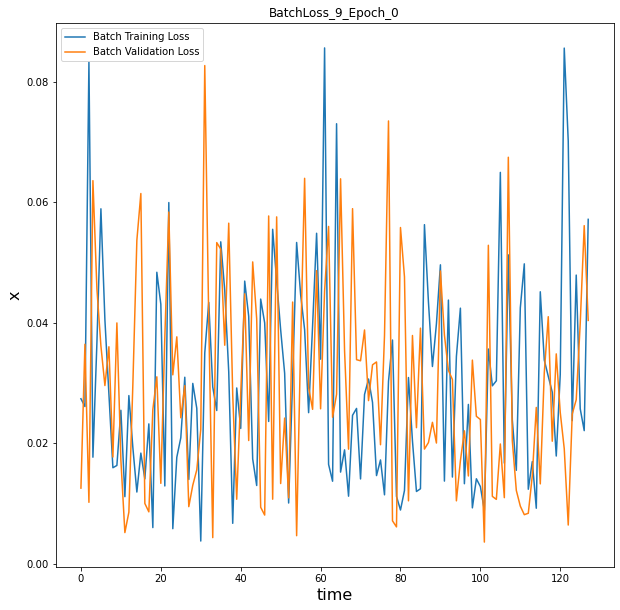 BatchLoss_9_Epoch_0
Batch Training Loss
Batch Validation Loss
0.08
0.06
0.04
0.02
0.00
x
0 20 40 60 80 100 120
time